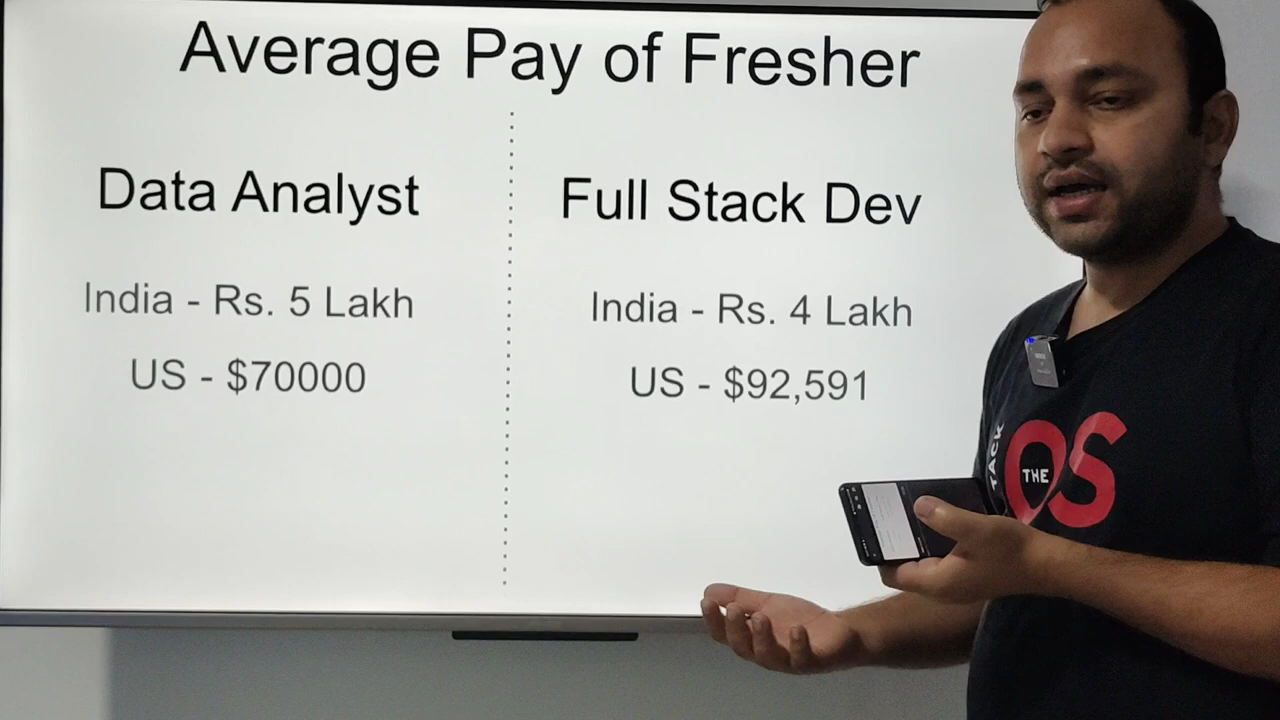 Average Pay of Fresher
Data Analyst
India - Rs. 5 Lakh
US - $70000
Full Stack Dev
India - Rs. 4 Lakh
US - $92,591
TACK
THE
OS